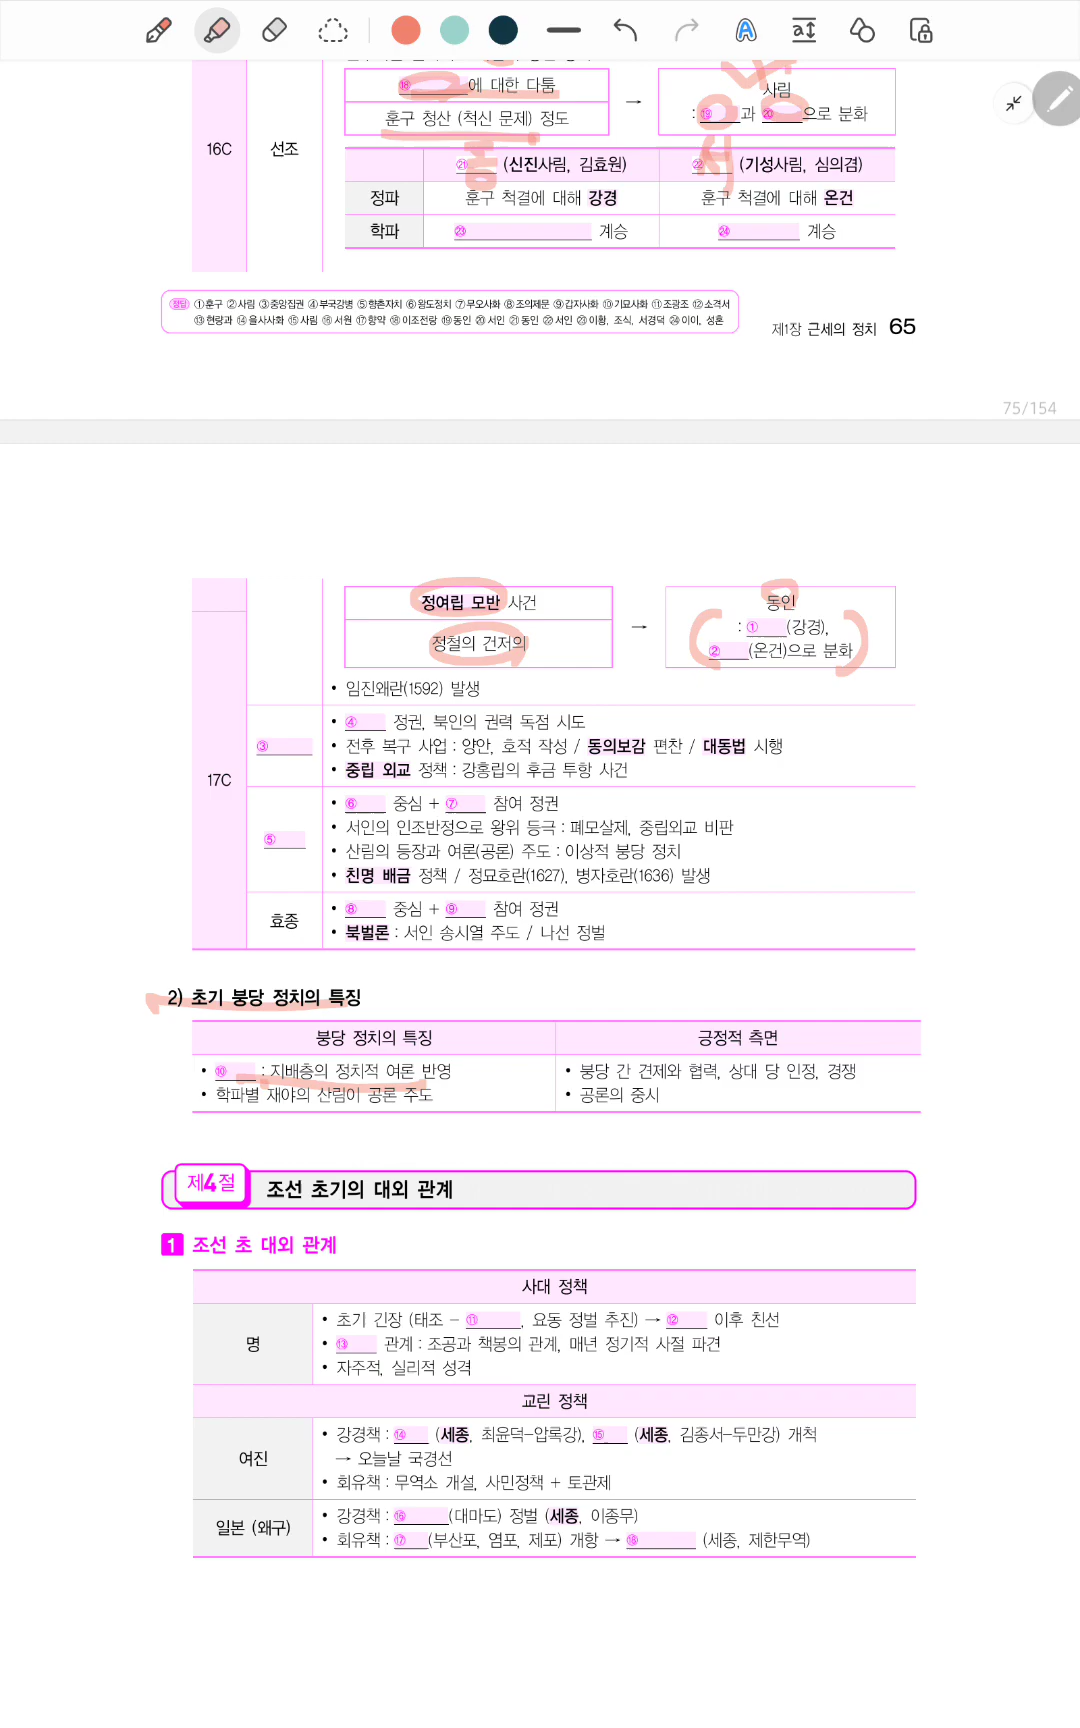 ⑱에 대한 다툼
훈구 청산 (척신 문제) 정도
→
사림
: ⑲ 과 ⑳ 으로 분화
16C
선조
㉑ (신진사림, 김효원)
㉒ (기성사림, 심의겸)
정파
훈구 척결에 대해 강경
훈구 척결에 대해 온건
학파
㉓ 계승
㉔ 계승
정답 ①훈구 ②사림 ③중앙집권 ④부국강병 ⑤향촌자치 ⑥왕도정치 ⑦무오사화 ⑧조의제문 ⑨갑자사화 ⑩기묘사화 ⑪조광조 ⑫소격서
⑬현량과 ⑭을사사화 ⑮사림 ⑯서원 ⑰향약 ⑱이조전랑 ⑲동인 ⑳서인 ㉑동인 ㉒서인 ㉓이황, 조식, 서경덕 ㉔이이, 성혼
제1장 근세의 정치 65
75/154
정여립 모반 사건
정철의 건저의
→
동인
: ① (강경),
② (온건)으로 분화
• 임진왜란(1592) 발생
17C
③
• ④ 정권, 북인의 권력 독점 시도
• 전후 복구 사업 : 양안, 호적 작성 / 동의보감 편찬 / 대동법 시행
• 중립 외교 정책 : 강홍립의 후금 투항 사건
⑤
• ⑥ 중심 + ⑦ 참여 정권
• 서인의 인조반정으로 왕위 등극 : 폐모살제, 중립외교 비판
• 산림의 등장과 여론(공론) 주도 : 이상적 붕당 정치
• 친명 배금 정책 / 정묘호란(1627), 병자호란(1636) 발생
효종
• ⑧ 중심 + ⑨ 참여 정권
• 북벌론 : 서인 송시열 주도 / 나선 정벌
2) 초기 붕당 정치의 특징
붕당 정치의 특징
긍정적 측면
• ⑩ : 지배층의 정치적 여론 반영
• 학파별 재야의 산림이 공론 주도
• 붕당 간 견제와 협력, 상대 당 인정, 경쟁
• 공론의 중시
제4절 조선 초기의 대외 관계
1 조선 초 대외 관계
사대 정책
명
• 초기 긴장 (태조 - ⑪ , 요동 정벌 추진) → ⑫ 이후 친선
• ⑬ 관계 : 조공과 책봉의 관계, 매년 정기적 사절 파견
• 자주적, 실리적 성격
교린 정책
여진
• 강경책 : ⑭ (세종, 최윤덕-압록강), ⑮ (세종, 김종서-두만강) 개척
→ 오늘날 국경선
• 회유책 : 무역소 개설, 사민정책 + 토관제
일본 (왜구)
• 강경책 : ⑯ (대마도) 정벌 (세종, 이종무)
• 회유책 : ⑰ (부산포, 염포, 제포) 개항 → ⑱ (세종, 제한무역)